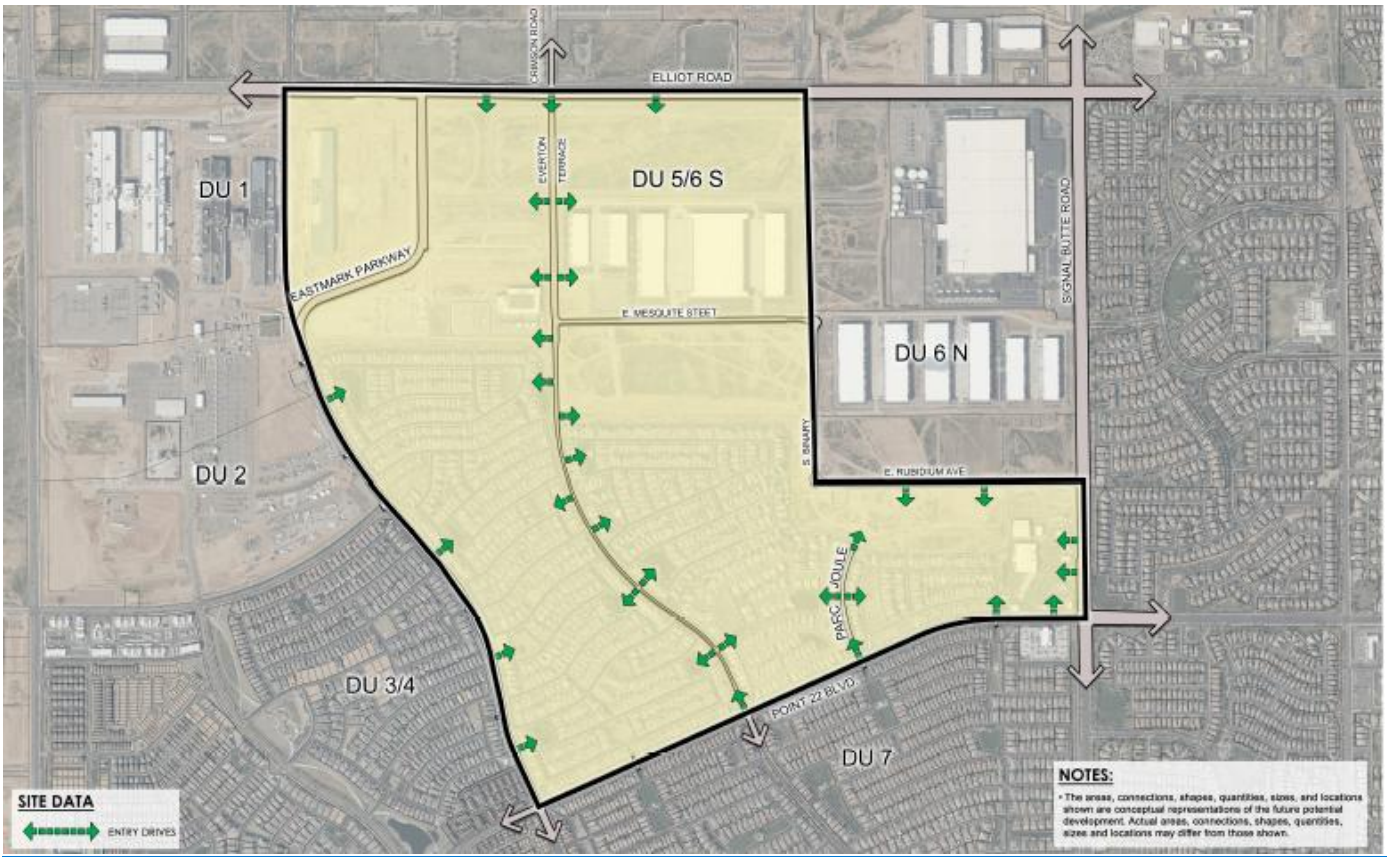 CRIMSON ROAD
ELLIOT ROAD
EVERTON
TERRACE
DU 5/6 S
DU 1
SIGNAL BUTTE ROAD
EASTMARK PARKWAY
E. MESQUITE STEET
DU 6 N
S. BINARY
E. RUBIDIUM AVE
DU 2
PARC JOULE
DU 3/4
POINT 22 BLVD.
DU 7
SITE DATA
ENTRY DRIVES
NOTES:
• The areas, connections, shapes, quantities, sizes, and locations
shown are conceptual representations of the future potential
development. Actual areas, connections, shapes, quantities,
sizes and locations may differ from those shown.